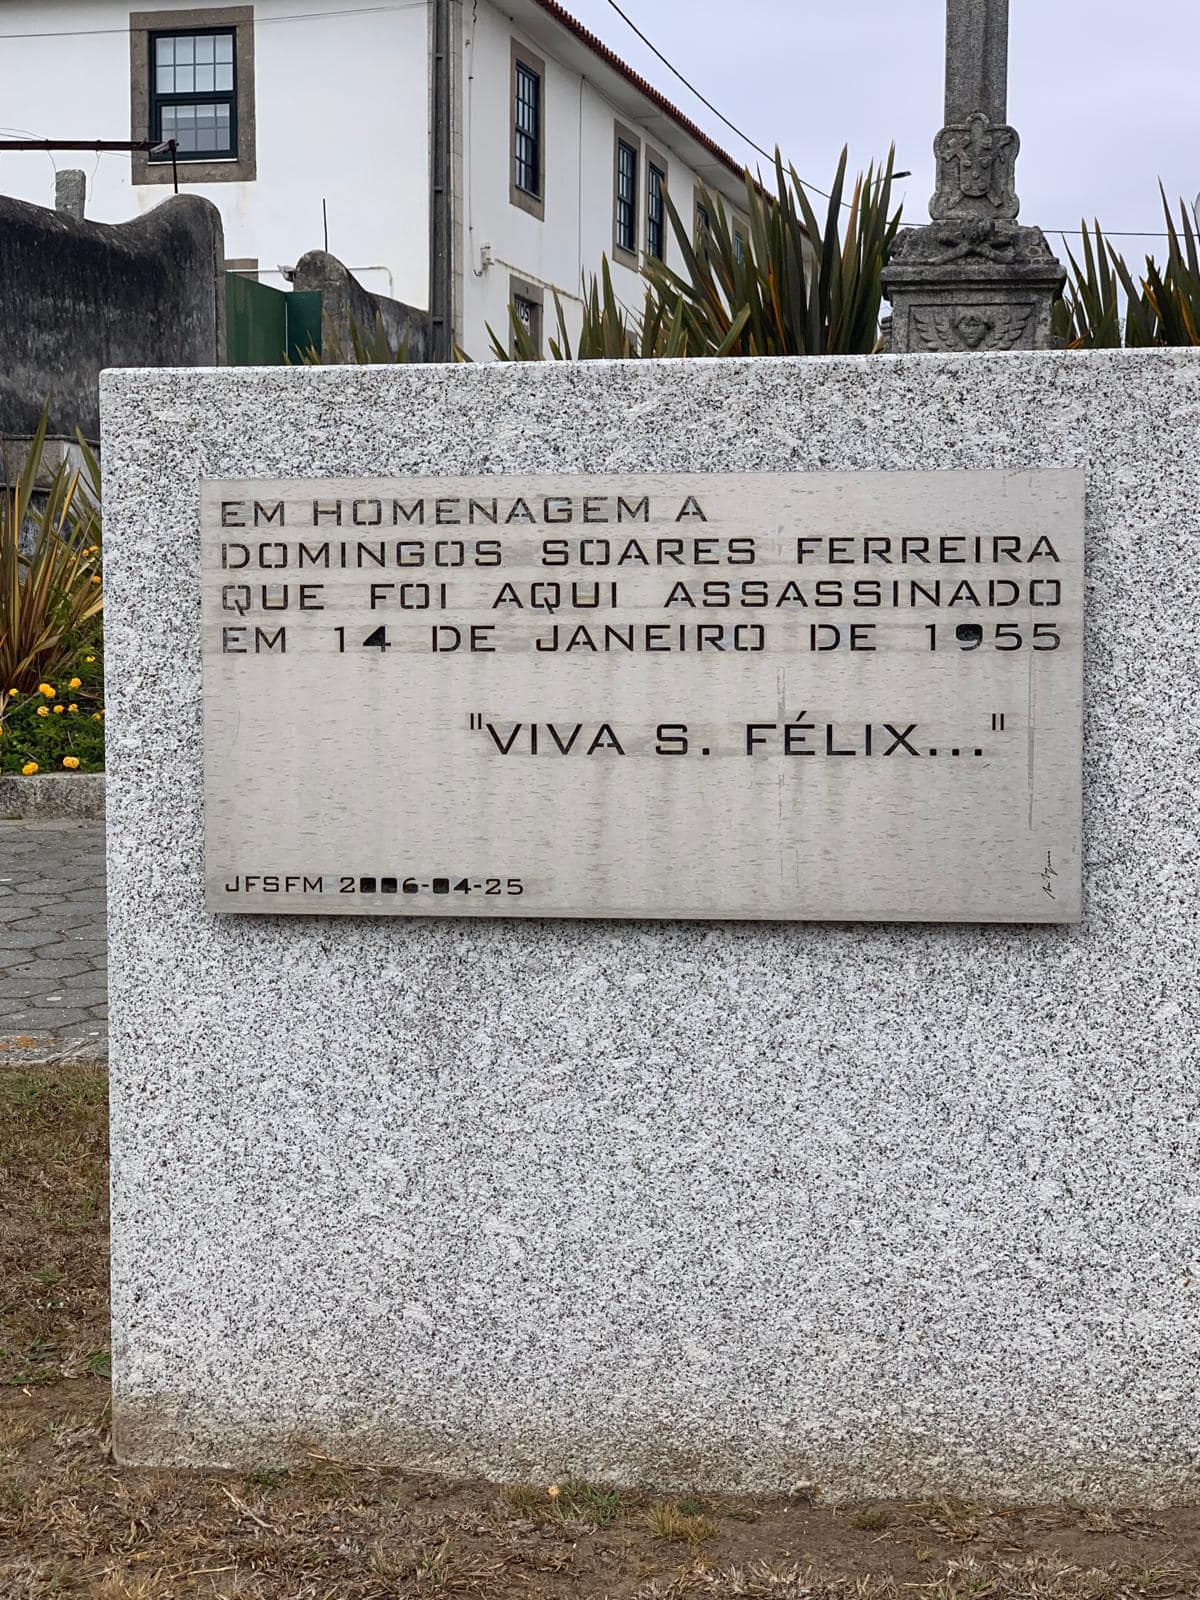 EM HOMENAGEM A
DOMINGOS SOARES FERREIRA
QUE FOI AQUI ASSASSINADO
EM 14 DE JANEIRO DE 1955
"VIVA S. FÉLIX..."
JFSFM 2006-04-25